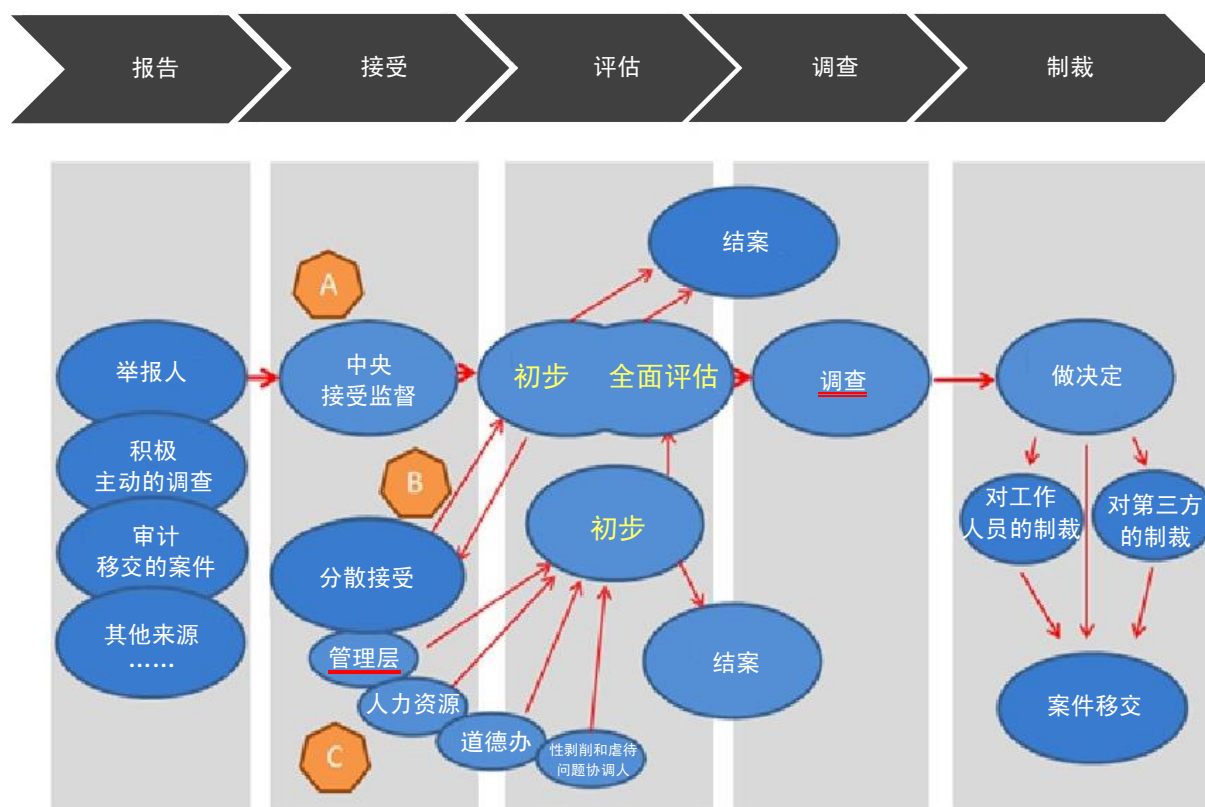 报告
接受
评估
调查
制裁
结案
A
举报人
中央
接受监督
初步
全面评估
调查
做决定
积极
主动的调查
B
对工作
人员的制裁
对第三方
的制裁
审计
移交的案件
初步
分散接受
其他来源
……
管理层
结案
人力资源
案件移交
道德办
性剥削和虐待
问题协调人
C